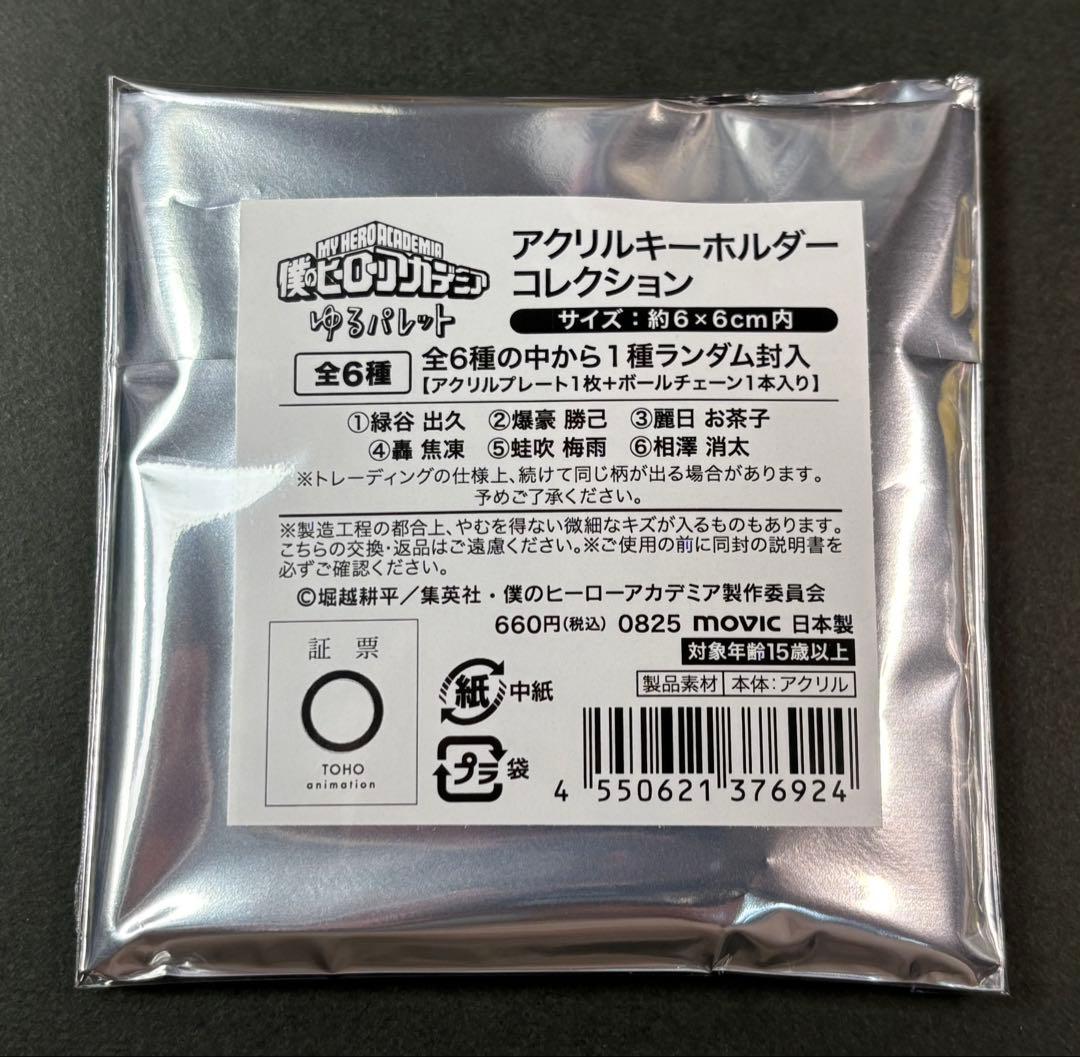 MY HERO ACADEMIA
僕のヒーローアカデミア
ゆるパレット
アクリルキーホルダー
コレクション
サイズ：約6×6cm内
全6種
全6種の中から1種ランダム封入
【アクリルプレート1枚＋ボールチェーン1本入り】
①緑谷 出久 ②爆豪 勝己 ③麗日 お茶子
④轟 焦凍 ⑤蛙吹 梅雨 ⑥相澤 消太
※トレーディングの仕様上、続けて同じ柄が出る場合があります。
予めご了承ください。
※製造工程の都合上、やむを得ない微細なキズが入るものもあります。
こちらの交換・返品はご遠慮ください。※ご使用の前に同封の説明書を
必ずご確認ください。
©堀越耕平／集英社・僕のヒーローアカデミア製作委員会
660円(税込) 0825 movic 日本製
対象年齢15歳以上
製品素材 本体：アクリル
証票
TOHO
animation
紙 中紙
プラ 袋
4 550621 376924